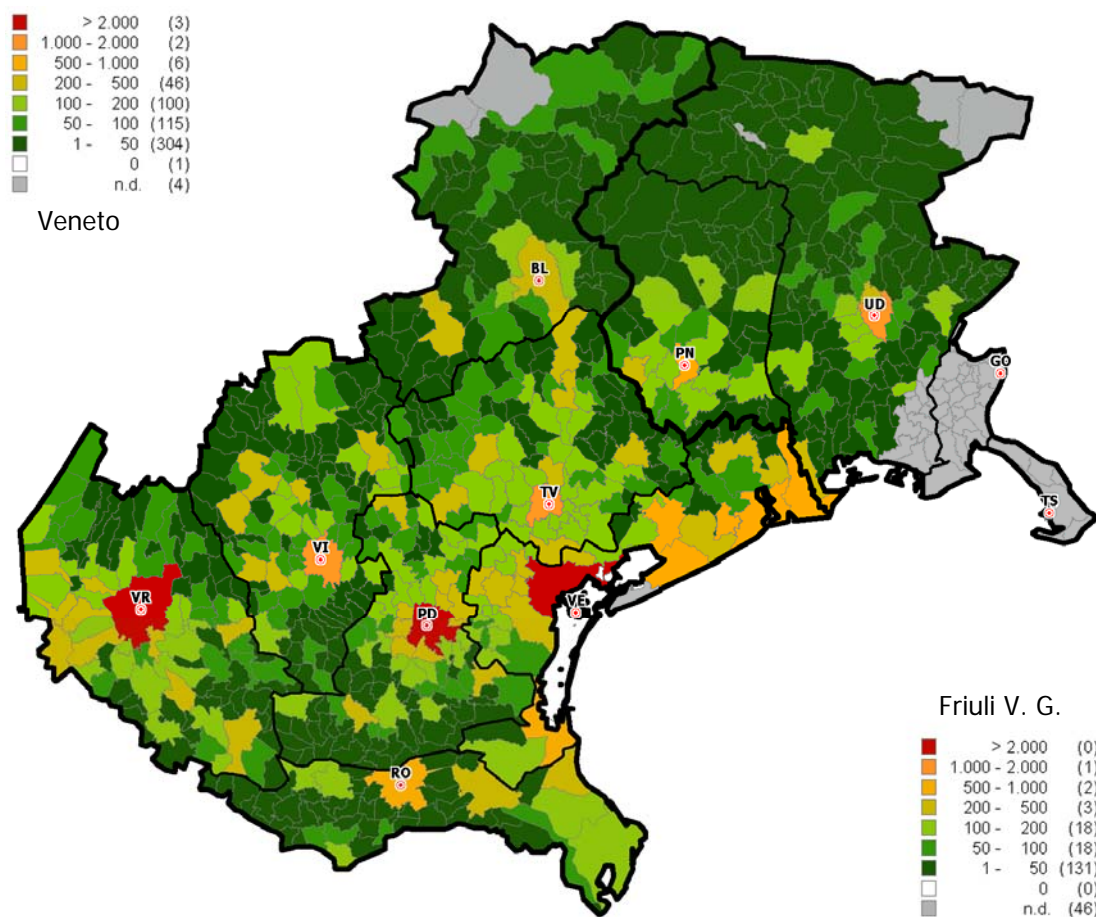 > 2.000 (3)
1.000 - 2.000 (2)
500 - 1.000 (6)
200 - 500 (46)
100 - 200 (100)
50 - 100 (115)
1 - 50 (304)
0 (1)
n.d. (4)
Veneto
BL
UD
PN
GO
TV
TS
VI
VR
PD
VE
RO
Friuli V. G.
> 2.000 (0)
1.000 - 2.000 (1)
500 - 1.000 (2)
200 - 500 (3)
100 - 200 (18)
50 - 100 (18)
1 - 50 (131)
0 (0)
n.d. (46)